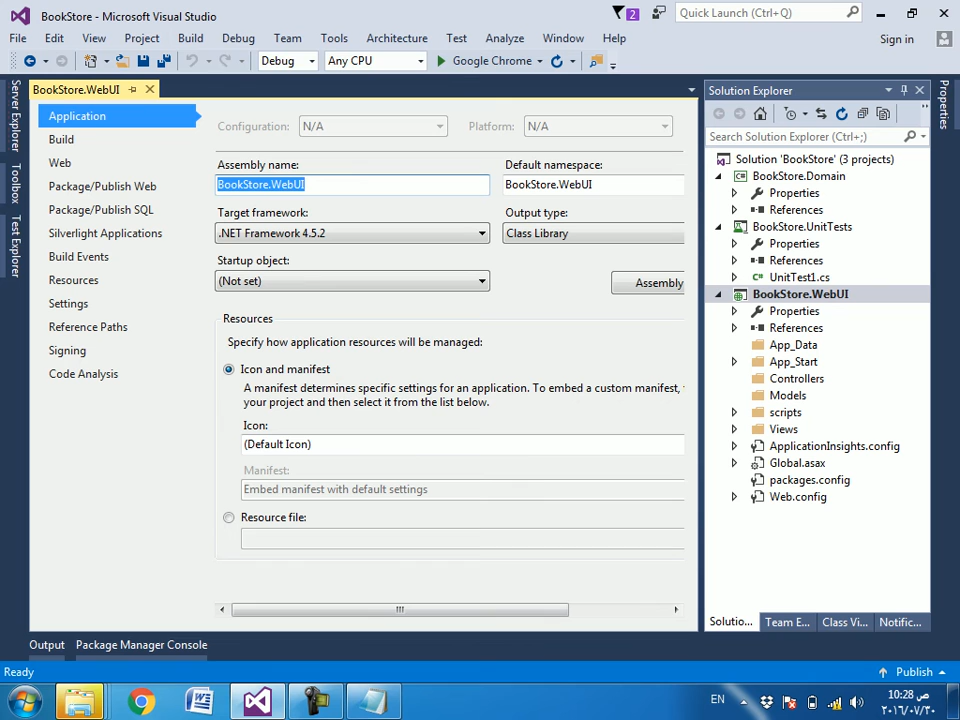 BookStore - Microsoft Visual Studio
2
Quick Launch (Ctrl+Q)
File Edit View Project Build Debug Team Tools Architecture Test Analyze Window Help
Sign in
Debug Any CPU Google Chrome
Server Explorer
Toolbox
Test Explorer
BookStore.WebUI
Application
Build
Web
Package/Publish Web
Package/Publish SQL
Silverlight Applications
Build Events
Resources
Settings
Reference Paths
Signing
Code Analysis
Configuration: N/A Platform: N/A
Assembly name: Default namespace:
BookStore.WebUI BookStore.WebUI
Target framework: Output type:
.NET Framework 4.5.2 Class Library
Startup object:
(Not set) Assembly
Resources
Specify how application resources will be managed:
Icon and manifest
A manifest determines specific settings for an application. To embed a custom manifest,
your project and then select it from the list below.
Icon:
(Default Icon)
Manifest:
Embed manifest with default settings
Resource file:
Solution Explorer
Search Solution Explorer (Ctrl+;)
Solution 'BookStore' (3 projects)
BookStore.Domain
Properties
References
BookStore.UnitTests
Properties
References
C# UnitTest1.cs
BookStore.WebUI
Properties
References
App_Data
App_Start
Controllers
Models
scripts
Views
ApplicationInsights.config
Global.asax
packages.config
Web.config
Solutio... Team E... Class Vi... Notific...
Properties
Output Package Manager Console
Ready
Publish
EN
10:28 ص
٢٠١٦/٠٧/٣٠